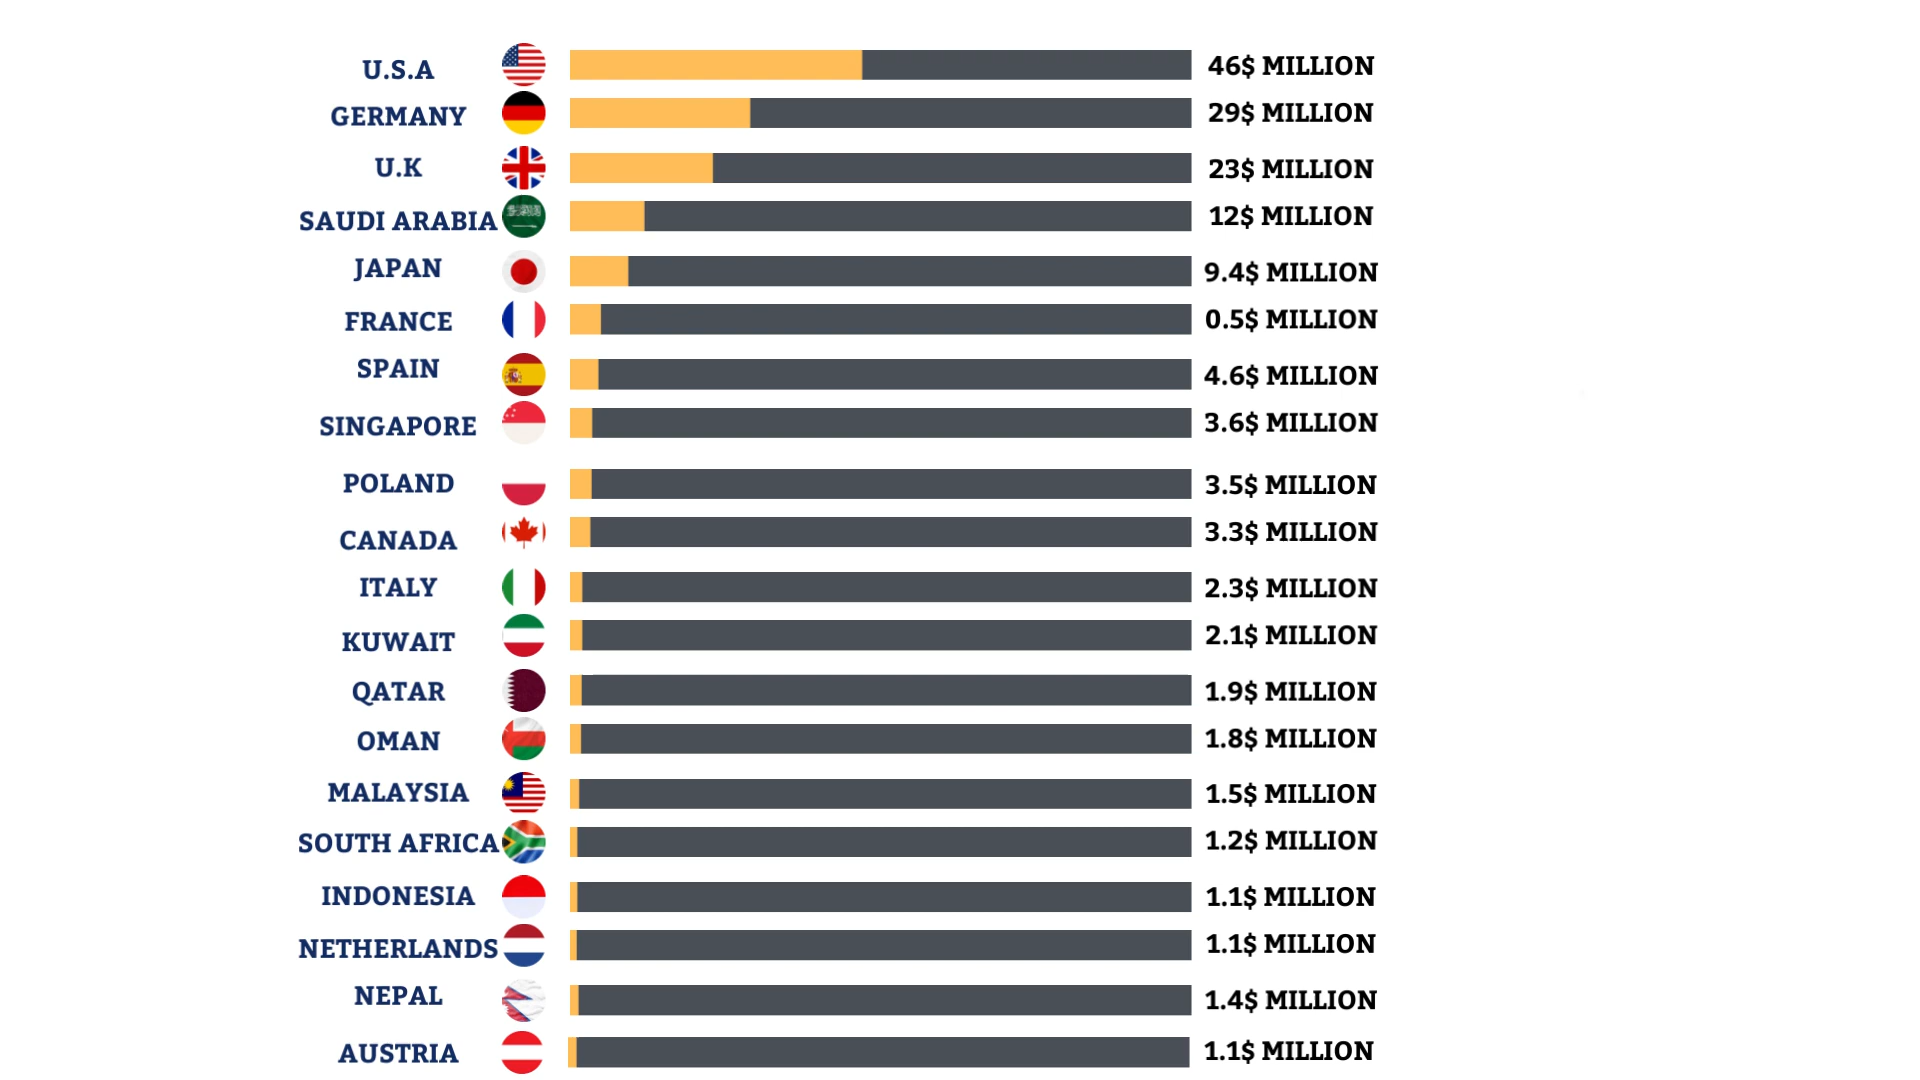 U.S.A 46$ MILLION
GERMANY 29$ MILLION
U.K 23$ MILLION
SAUDI ARABIA 12$ MILLION
JAPAN 9.4$ MILLION
FRANCE 0.5$ MILLION
SPAIN 4.6$ MILLION
SINGAPORE 3.6$ MILLION
POLAND 3.5$ MILLION
CANADA 3.3$ MILLION
ITALY 2.3$ MILLION
KUWAIT 2.1$ MILLION
QATAR 1.9$ MILLION
OMAN 1.8$ MILLION
MALAYSIA 1.5$ MILLION
SOUTH AFRICA 1.2$ MILLION
INDONESIA 1.1$ MILLION
NETHERLANDS 1.1$ MILLION
NEPAL 1.4$ MILLION
AUSTRIA 1.1$ MILLION